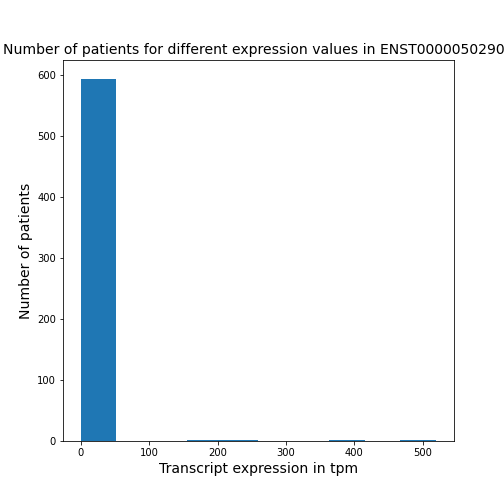 Number of patients for different expression values in ENST0000050290
600
500
400
300
200
100
0
Number of patients
0 100 200 300 400 500
Transcript expression in tpm